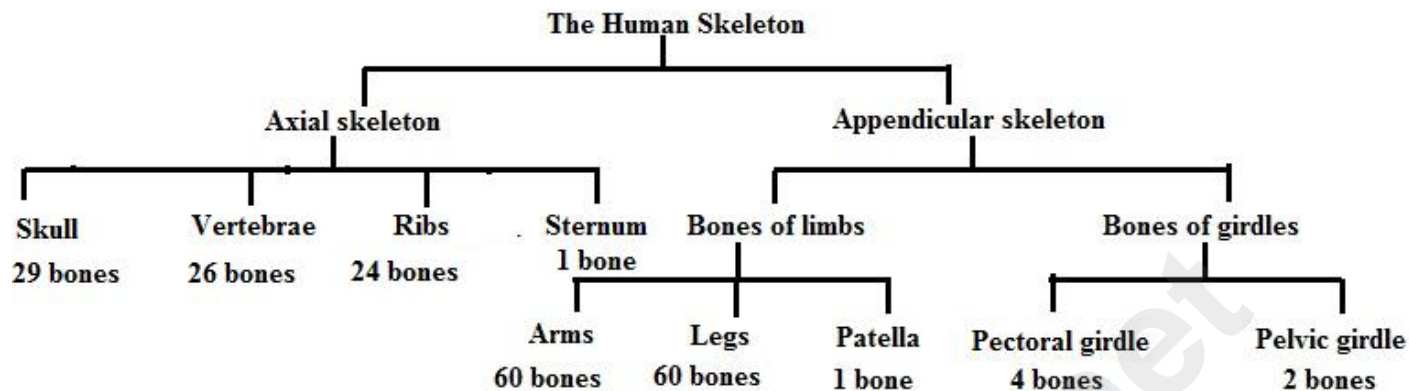 The Human Skeleton
Axial skeleton
Appendicular skeleton
Skull
29 bones
Vertebrae
26 bones
Ribs
24 bones
Sternum
1 bone
Bones of limbs
Bones of girdles
Arms
60 bones
Legs
60 bones
Patella
1 bone
Pectoral girdle
4 bones
Pelvic girdle
2 bones